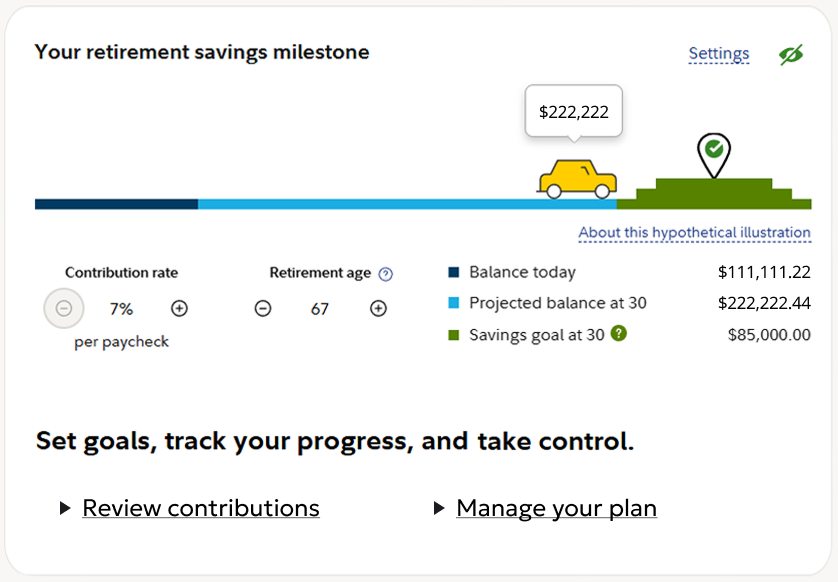 Your retirement savings milestone
Settings
$222,222
About this hypothetical illustration
Contribution rate
7%
per paycheck
Retirement age ?
67
Balance today $111,111.22
Projected balance at 30 $222,222.44
Savings goal at 30 ? $85,000.00
Set goals, track your progress, and take control.
Review contributions
Manage your plan